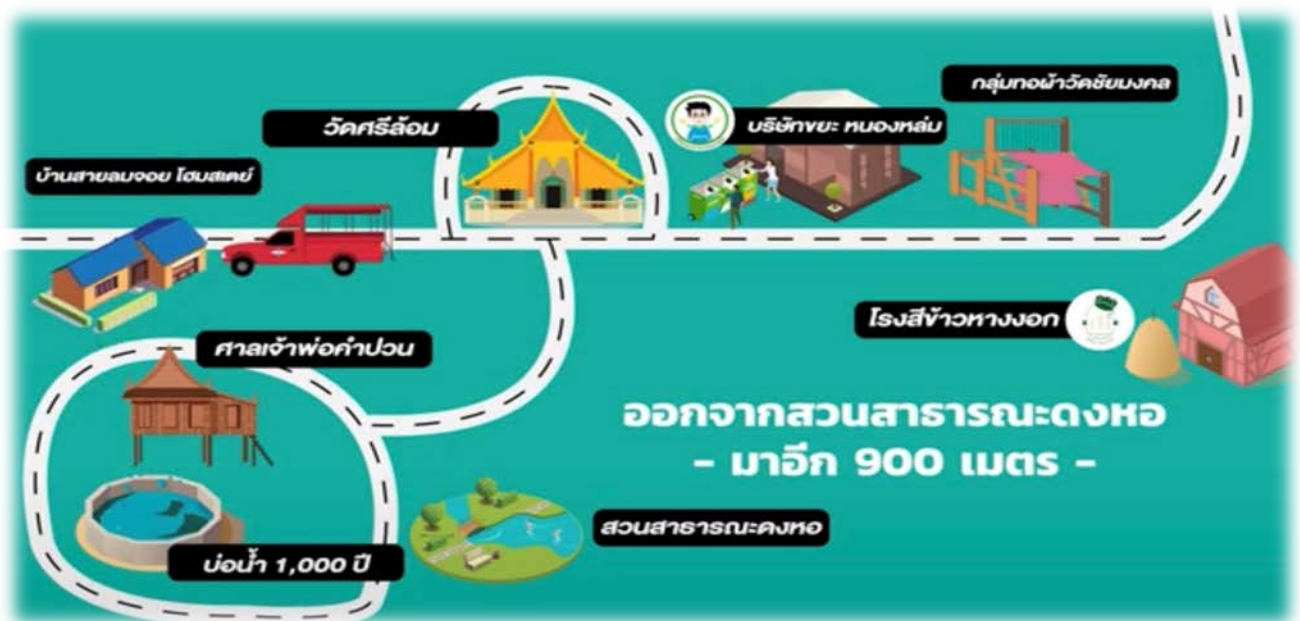 กลุ่มทอผ้าวัดชัยมงคล
วัดศรีล้อม
บริษัทขยะ หนองหล่ม
บ้านสายลมจอย โฮมสเตย์
โรงสีข้าวหางงอก
ศาลเจ้าพ่อคำปวน
ออกจากสวนสาธารณะดงหอ
- มาอีก 900 เมตร -
สวนสาธารณะดงหอ
บ่อน้ำ 1,000 ปี